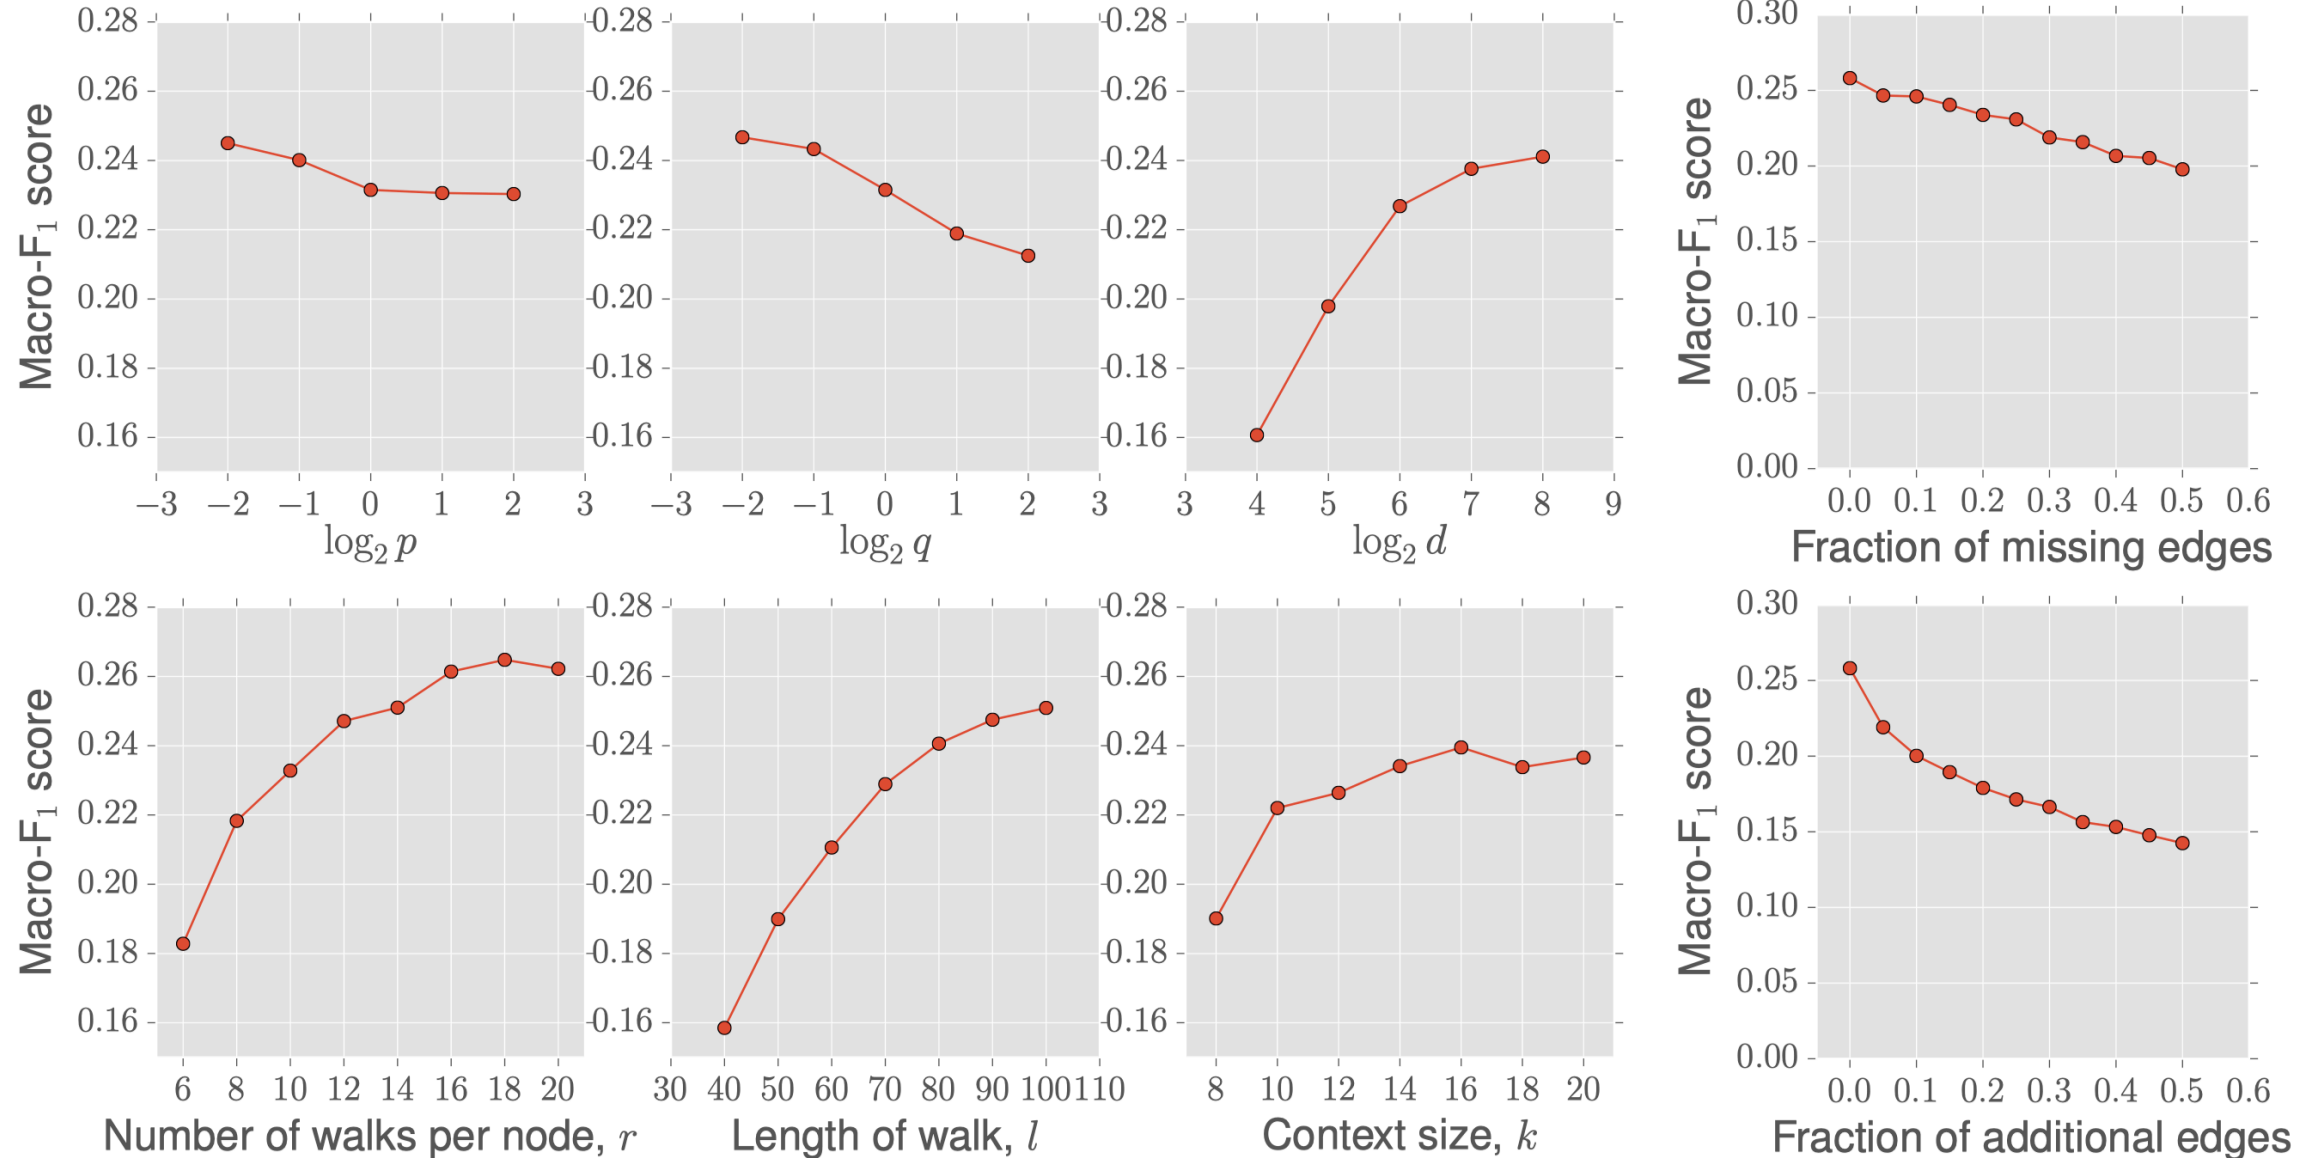 0.28 0.28 0.28 0.30
0.26 0.26 0.26 0.25
0.24 0.24 0.24 0.20
0.22 0.22 0.22 0.15
0.20 0.20 0.20 0.10
0.18 0.18 0.18 0.05
0.16 0.16 0.16 0.00
Macro-F₁ score
Macro-F₁ score
−3 −2 −1 0 1 2 3
log₂ p
−3 −2 −1 0 1 2 3
log₂ q
3 4 5 6 7 8 9
log₂ d
0.0 0.1 0.2 0.3 0.4 0.5 0.6
Fraction of missing edges
0.28 0.28 0.28 0.30
0.26 0.26 0.26 0.25
0.24 0.24 0.24 0.20
0.22 0.22 0.22 0.15
0.20 0.20 0.20 0.10
0.18 0.18 0.18 0.05
0.16 0.16 0.16 0.00
Macro-F₁ score
Macro-F₁ score
6 8 10 12 14 16 18 20
Number of walks per node, r
30 40 50 60 70 80 90 100 110
Length of walk, l
8 10 12 14 16 18 20
Context size, k
0.0 0.1 0.2 0.3 0.4 0.5 0.6
Fraction of additional edges